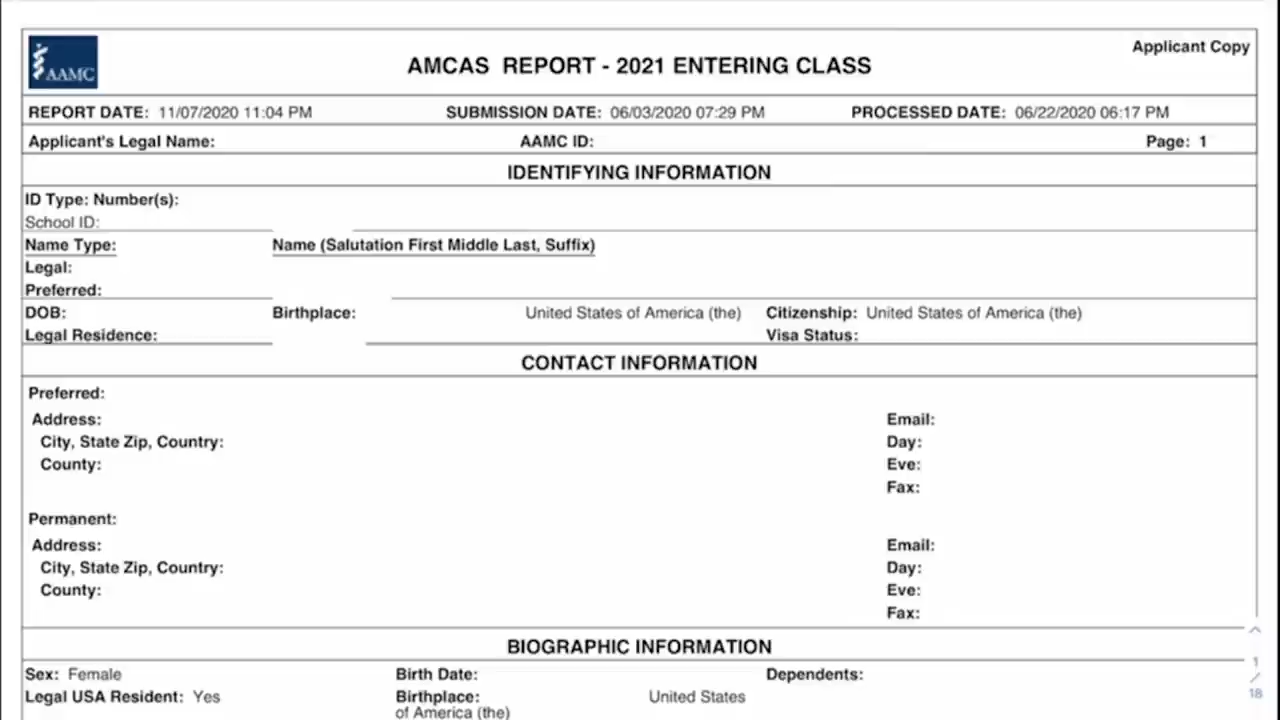 AAMC
Applicant Copy
AMCAS REPORT - 2021 ENTERING CLASS
REPORT DATE: 11/07/2020 11:04 PM SUBMISSION DATE: 06/03/2020 07:29 PM PROCESSED DATE: 06/22/2020 06:17 PM
Applicant's Legal Name: AAMC ID: Page: 1
IDENTIFYING INFORMATION
ID Type: Number(s):
School ID:
Name Type: Name (Salutation First Middle Last, Suffix)
Legal:
Preferred:
DOB: Birthplace: United States of America (the) Citizenship: United States of America (the)
Legal Residence: Visa Status:
CONTACT INFORMATION
Preferred:
Address: Email:
City, State Zip, Country: Day:
County: Eve:
Fax:
Permanent:
Address: Email:
City, State Zip, Country: Day:
County: Eve:
Fax:
BIOGRAPHIC INFORMATION
Sex: Female Birth Date: Dependents:
Legal USA Resident: Yes Birthplace: United States
of America (the)
1
/
18